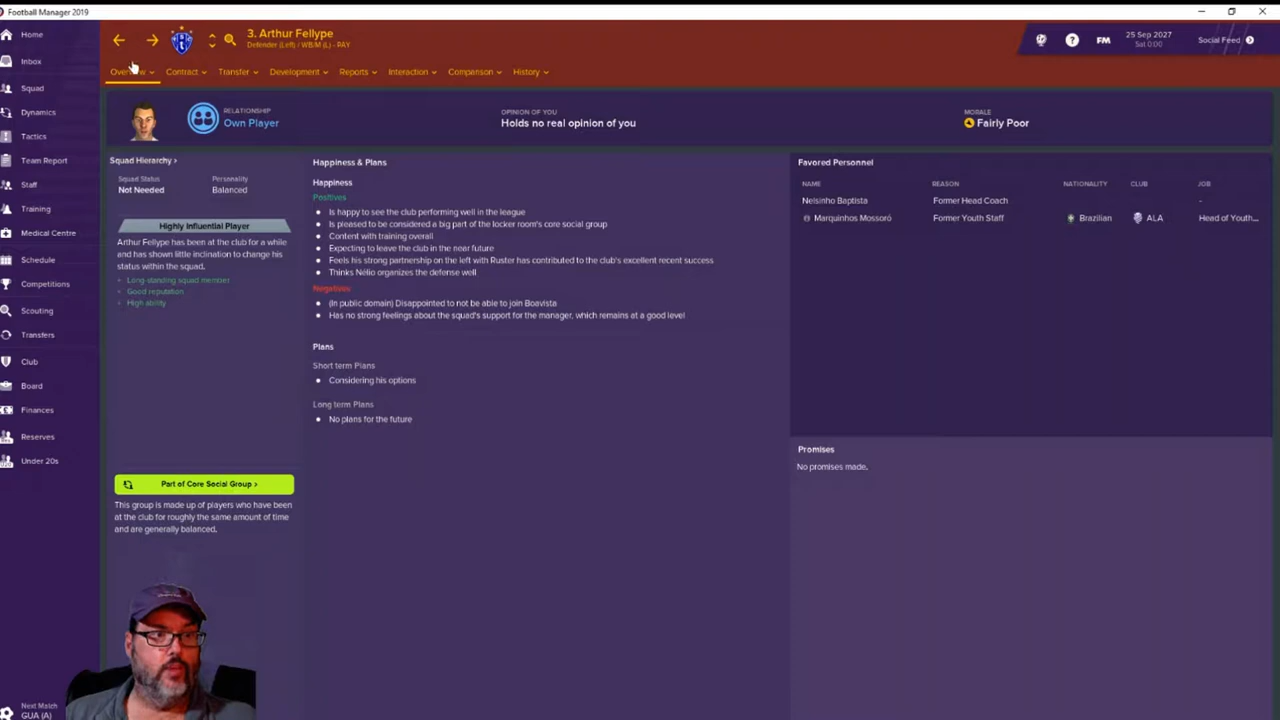 Football Manager 2019
Home
Inbox
Squad
Dynamics
Tactics
Team Report
Staff
Training
Medical Centre
Schedule
Competitions
Scouting
Transfers
Club
Board
Finances
Reserves
Under 20s
Next Match
GUA (A)
3. Arthur Fellype
Defender (Left) / WB/M (L) - PAY
25 Sep 2027
Sat 0:00
FM
Social Feed
Contract
Transfer
Development
Reports
Interaction
Comparison
History
RELATIONSHIP
Own Player
OPINION OF YOU
Holds no real opinion of you
MORALE
Fairly Poor
Squad Hierarchy >
Squad Status
Not Needed
Personality
Balanced
Highly Influential Player
Arthur Fellype has been at the club for a while
and has shown little inclination to change his
status within the squad.
+ Long-standing squad member
+ Good reputation
+ High ability
Part of Core Social Group >
This group is made up of players who have been
at the club for roughly the same amount of time
and are generally balanced.
Happiness & Plans
Happiness
Positives
Is happy to see the club performing well in the league
Is pleased to be considered a big part of the locker room's core social group
Content with training overall
Expecting to leave the club in the near future
Feels his strong partnership on the left with Ruster has contributed to the club's excellent recent success
Thinks Nélio organizes the defense well
Negatives
(In public domain) Disappointed to not be able to join Boavista
Has no strong feelings about the squad's support for the manager, which remains at a good level
Plans
Short term Plans
Considering his options
Long term Plans
No plans for the future
Favored Personnel
NAME REASON NATIONALITY CLUB JOB
Nelsinho Baptista Former Head Coach -
Marquinhos Mossoró Former Youth Staff Brazilian ALA Head of Youth...
Promises
No promises made.